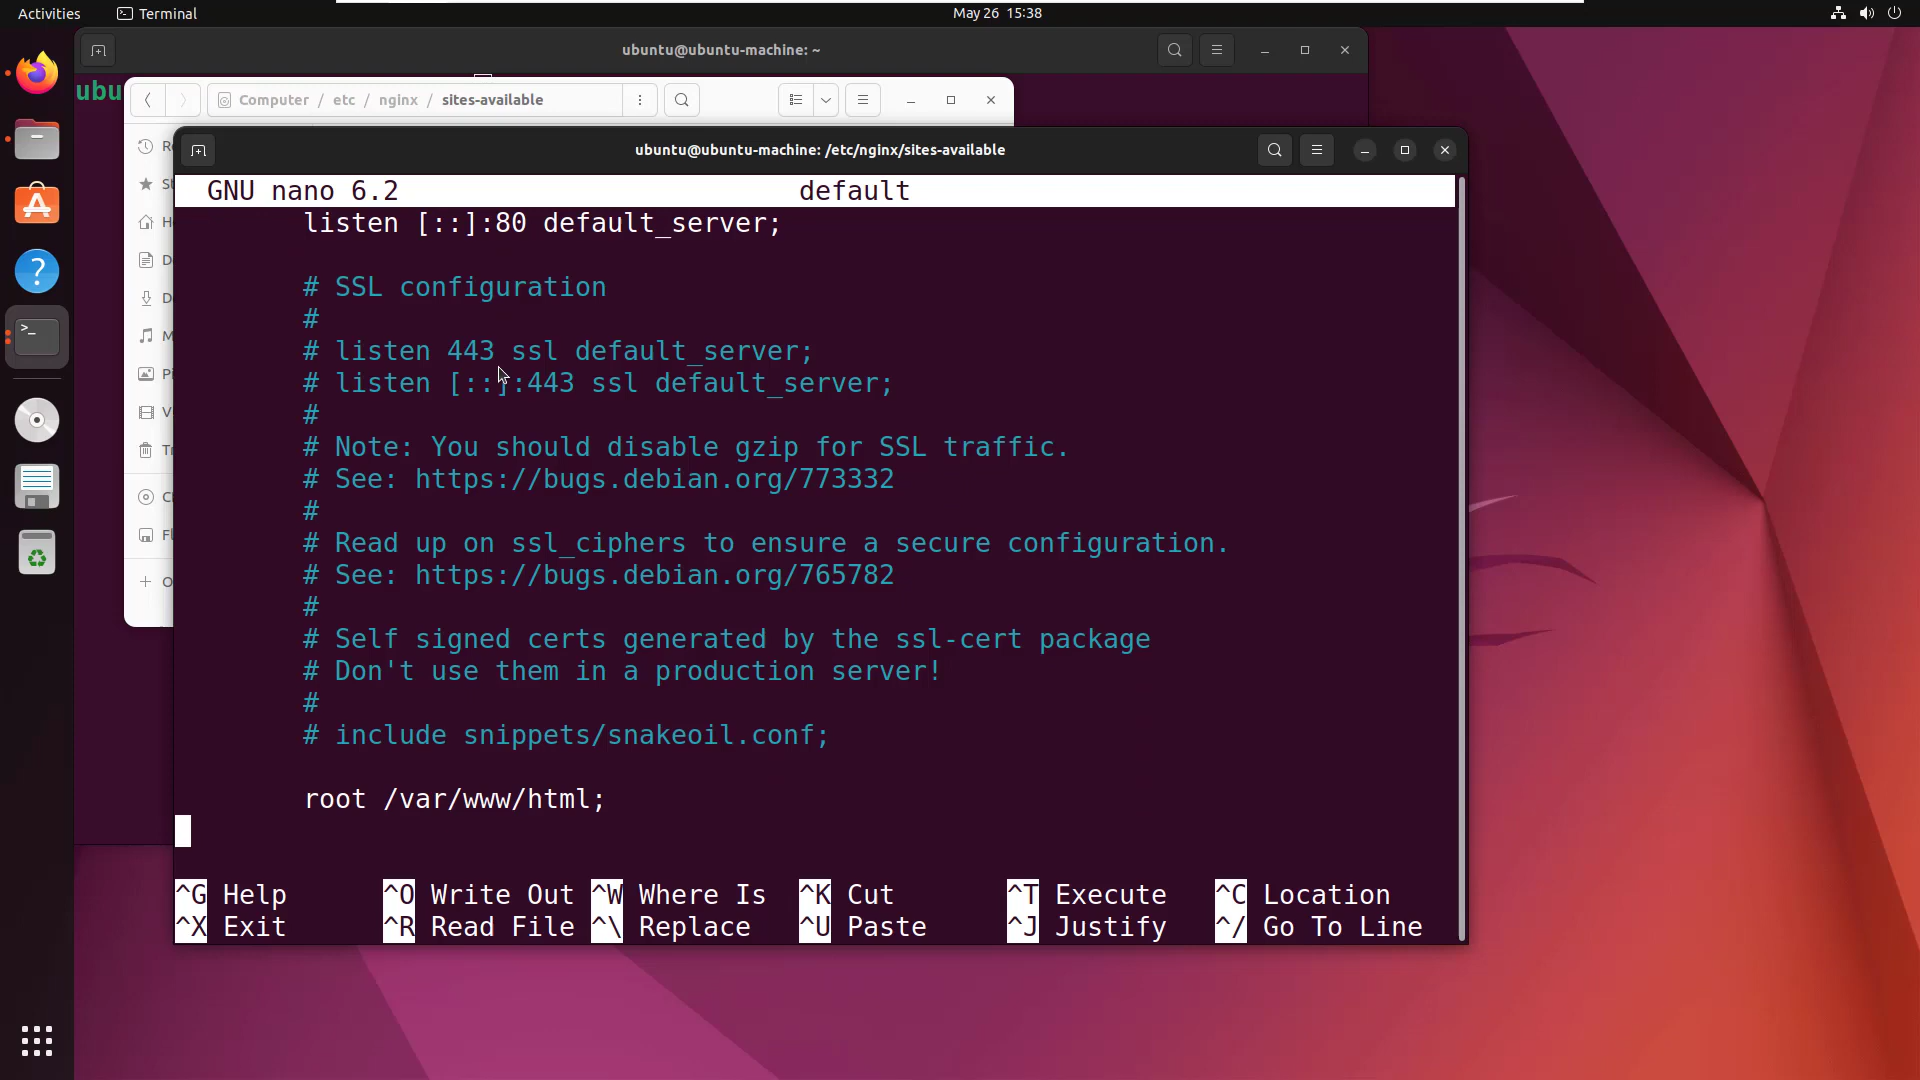 Activities
Terminal
May 26 15:38
ubuntu@ubuntu-machine: ~
ubu
Computer / etc / nginx / sites-available
ubuntu@ubuntu-machine: /etc/nginx/sites-available
GNU nano 6.2 default
listen [::]:80 default_server;
# SSL configuration
#
# listen 443 ssl default_server;
# listen [::]:443 ssl default_server;
#
# Note: You should disable gzip for SSL traffic.
# See: https://bugs.debian.org/773332
#
# Read up on ssl_ciphers to ensure a secure configuration.
# See: https://bugs.debian.org/765782
#
# Self signed certs generated by the ssl-cert package
# Don't use them in a production server!
#
# include snippets/snakeoil.conf;
root /var/www/html;
^G Help ^O Write Out ^W Where Is ^K Cut ^T Execute ^C Location
^X Exit ^R Read File ^\ Replace ^U Paste ^J Justify ^/ Go To Line